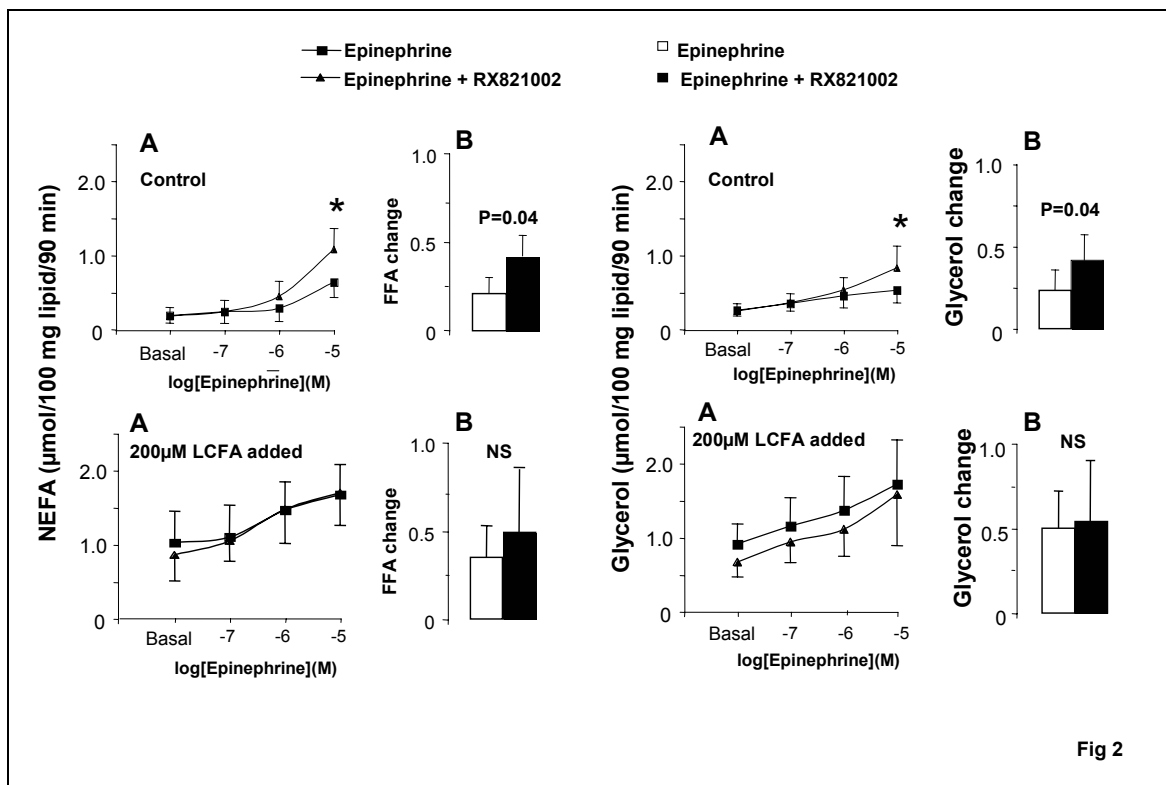 Epinephrine
Epinephrine + RX821002
Epinephrine
Epinephrine + RX821002
NEFA (µmol/100 mg lipid/90 min)
A
Control
2.0
1.0
0
*
Basal
-7
-6
-5
log[Epinephrine](M)
B
FFA change
1.0
0.5
0
P=0.04
A
200µM LCFA added
2.0
1.0
0
Basal
-7
-6
-5
log[Epinephrine](M)
B
FFA change
1.0
0.5
0
NS
Glycerol (µmol/100 mg lipid/90 min)
A
Control
2.0
1.0
0
*
Basal
-7
-6
-5
log[Epinephrine](M)
B
Glycerol change
1.0
0.5
0
P=0.04
A
200µM LCFA added
2.0
1.0
0
Basal
-7
-6
-5
log[Epinephrine](M)
B
Glycerol change
1.0
0.5
0
NS
Fig 2